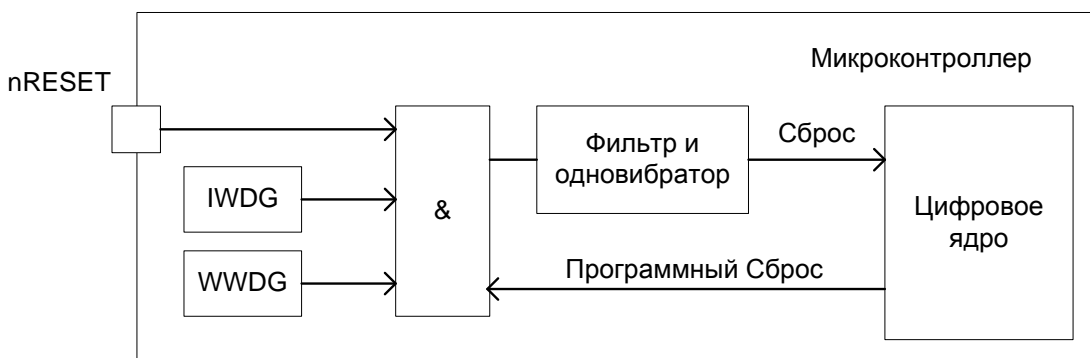 Микроконтроллер
nRESET
Сброс
Фильтр и
одновибратор
IWDG
&
Цифровое
ядро
WWDG
Программный Сброс